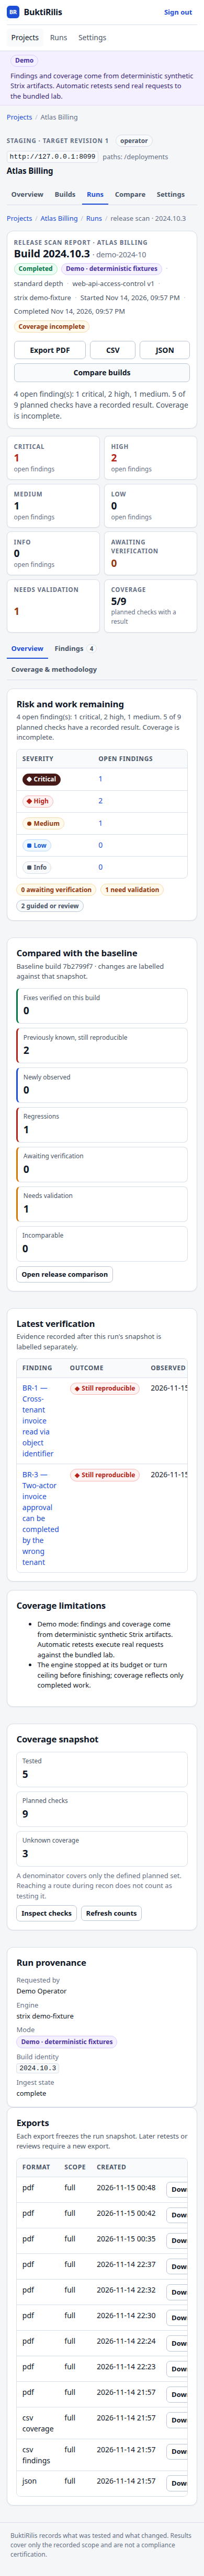 BR BuktiRilis Sign out
Projects Runs Settings
Demo
Findings and coverage come from deterministic synthetic
Strix artifacts. Automatic retests send real requests to
the bundled lab.
Projects / Atlas Billing
STAGING · TARGET REVISION 1 operator
http://127.0.0.1:8099 paths: /deployments
Atlas Billing
Overview Builds Runs Compare Settings
Projects / Atlas Billing / Runs / release scan · 2024.10.3
RELEASE SCAN REPORT · ATLAS BILLING
Build 2024.10.3 · demo-2024-10
Completed Demo · deterministic fixtures
standard depth · web-api-access-control v1 ·
strix demo-fixture · Started Nov 14, 2026, 09:57 PM ·
Completed Nov 14, 2026, 09:57 PM
Coverage incomplete
Export PDF CSV JSON
Compare builds
4 open finding(s): 1 critical, 2 high, 1 medium. 5 of
9 planned checks have a recorded result. Coverage
is incomplete.
CRITICAL
1
open findings
HIGH
2
open findings
MEDIUM
1
open findings
LOW
0
open findings
INFO
0
open findings
AWAITING
VERIFICATION
0
NEEDS VALIDATION
1
COVERAGE
5/9
planned checks with a
result
Overview Findings 4
Coverage & methodology
Risk and work remaining
4 open finding(s): 1 critical, 2 high, 1 medium. 5 of 9
planned checks have a recorded result. Coverage is
incomplete.
SEVERITY OPEN FINDINGS
Critical 1
High 2
Medium 1
Low 0
Info 0
0 awaiting verification 1 need validation
2 guided or review
Compared with the baseline
Baseline build 7b2799f7 · changes are labelled
against that snapshot.
Fixes verified on this build
0
Previously known, still reproducible
2
Newly observed
0
Regressions
1
Awaiting verification
0
Needs validation
1
Incomparable
0
Open release comparison
Latest verification
Evidence recorded after this run's snapshot is
labelled separately.
FINDING OUTCOME OBSERVED
BR-1 — Still reproducible 2026-11-15
Cross-
tenant
invoice
read via
object
identifier
BR-3 — Still reproducible 2026-11-15
Two-actor
invoice
approval
can be
completed
by the
wrong
tenant
Coverage limitations
• Demo mode: findings and coverage come
from deterministic synthetic Strix artifacts.
Automatic retests execute real requests
against the bundled lab.
• The engine stopped at its budget or turn
ceiling before finishing; coverage reflects only
completed work.
Coverage snapshot
Tested
5
Planned checks
9
Unknown coverage
3
A denominator covers only the defined planned set.
Reaching a route during recon does not count as
testing it.
Inspect checks Refresh counts
Run provenance
Requested by
Demo Operator
Engine
strix demo-fixture
Mode
Demo · deterministic fixtures
Build identity
2024.10.3
Ingest state
complete
Exports
Each export freezes the run snapshot. Later retests or
reviews require a new export.
FORMAT SCOPE CREATED
pdf full 2026-11-15 00:48 Dow
pdf full 2026-11-15 00:42 Dow
pdf full 2026-11-15 00:35 Dow
pdf full 2026-11-14 22:37 Dow
pdf full 2026-11-14 22:32 Dow
pdf full 2026-11-14 22:30 Dow
pdf full 2026-11-14 22:24 Dow
pdf full 2026-11-14 22:23 Dow
pdf full 2026-11-14 21:57 Dow
csv full 2026-11-14 21:57 Dow
coverage
csv full 2026-11-14 21:57 Dow
findings
json full 2026-11-14 21:57 Dow
BuktiRilis records what was tested and what changed. Results
cover only the recorded scope and are not a compliance
certification.